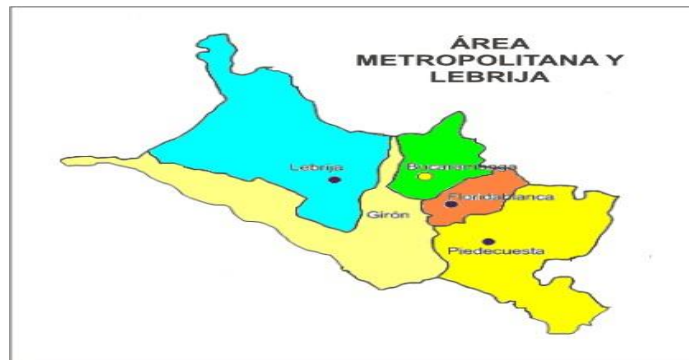 ÁREA
METROPOLITANA Y
LEBRIJA
Bucaramanga
Lebrija
Floridablanca
Girón
Piedecuesta